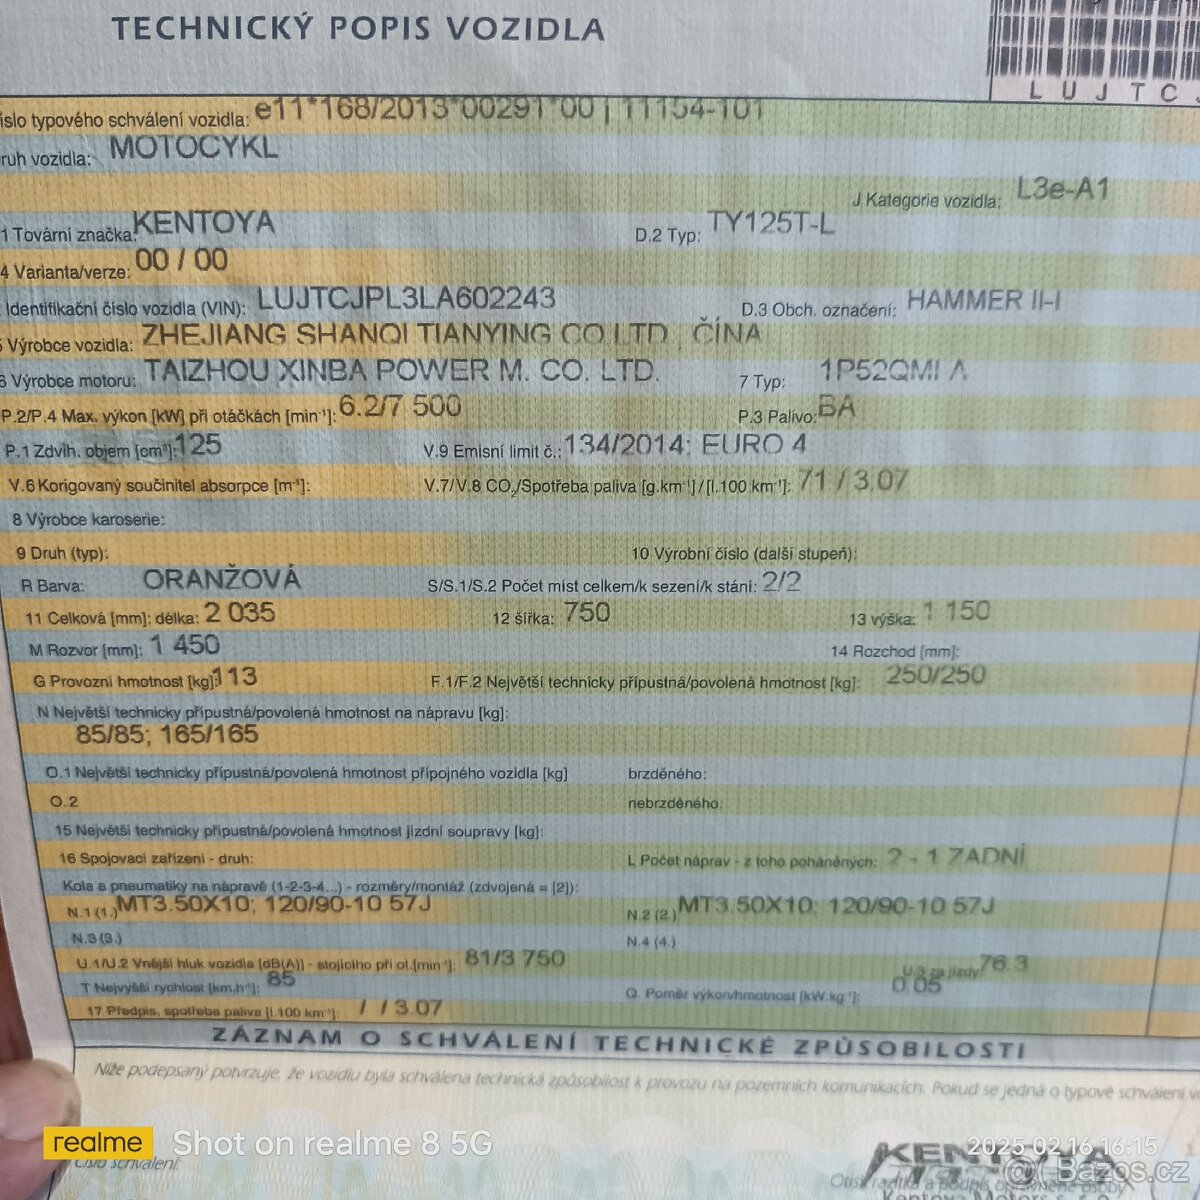 TECHNICKÝ POPIS VOZIDLA
L U J T C
íslo typového schválení vozidla: e11*168/2013*00291*00 | 11154-101
ruh vozidla: MOTOCYKL
J Kategorie vozidla: L3e-A1
1 Tovární značka: KENTOYA D.2 Typ: TY125T-L
4 Varianta/verze: 00 / 00
Identifikační číslo vozidla (VIN): LUJTCJPL3LA602243 D.3 Obch. označení: HAMMER II-I
5 Výrobce vozidla: ZHEJIANG SHANQI TIANYING CO LTD , ČÍNA
6 Výrobce motoru: TAIZHOU XINBA POWER M. CO. LTD. 7 Typ: 1P52QMI A
P.2/P.4 Max. výkon [kW] při otáčkách [min⁻¹]: 6.2/7 500 P.3 Palivo: BA
P.1 Zdvih. objem [cm³]: 125 V.9 Emisní limit č.: 134/2014; EURO 4
V.6 Korigovaný součinitel absorpce [m⁻¹]: V.7/V.8 CO₂/Spotřeba paliva [g.km⁻¹] / [l.100 km⁻¹]: 71 / 3.07
8 Výrobce karoserie:
9 Druh (typ): 10 Výrobní číslo (další stupeň):
R Barva: ORANŽOVÁ S/S.1/S.2 Počet míst celkem/k sezení/k stání: 2/2
11 Celková [mm]: délka: 2 035 12 šířka: 750 13 výška: 1 150
M Rozvor [mm]: 1 450 14 Rozchod [mm]:
G Provozní hmotnost [kg]: 113 F.1/F.2 Největší technicky přípustná/povolená hmotnost [kg]: 250/250
N Největší technicky přípustná/povolená hmotnost na nápravu [kg]:
85/85; 165/165
O.1 Největší technicky přípustná/povolená hmotnost přípojného vozidla [kg] brzděného:
O.2 nebrzděného:
15 Největší technicky přípustná/povolená hmotnost jízdní soupravy [kg]:
16 Spojovací zařízení - druh: L Počet náprav - z toho poháněných: 2 - 1 ZADNÍ
Kola a pneumatiky na nápravě (1-2-3-4...) - rozměry/montáž (zdvojená = [2]):
N.1 (1.) MT3.50X10; 120/90-10 57J N.2 (2.) MT3.50X10; 120/90-10 57J
N.3 (3.) N.4 (4.)
U.1/U.2 Vnější hluk vozidla [dB(A)] - stojícího při ot.[min⁻¹]: 81/3 750 U.3 za jízdy 76.3
T Nejvyšší rychlost [km.h⁻¹]: 85 Q. Poměr výkon/hmotnost [kW.kg⁻¹]: 0.05
17 Předpis. spotřeba paliva [l.100 km⁻¹]: / / 3.07
ZÁZNAM O SCHVÁLENÍ TECHNICKÉ ZPŮSOBILOSTI
Níže podepsaný potvrzuje, že vozidlu byla schválena technická způsobilost k provozu na pozemních komunikacích. Pokud se jedná o typové schválení
realme Shot on realme 8 5G
2025.02.16 16:15
Číslo schválení:
KENTOYA
Bazos.cz